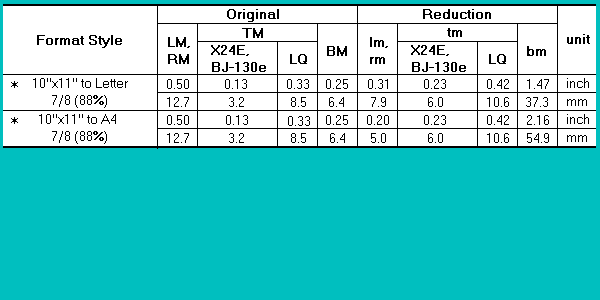 Original Reduction
Format Style LM, RM TM BM lm, rm tm bm unit
X24E, BJ-130e LQ X24E, BJ-130e LQ
* 10"x11" to Letter 0.50 0.13 0.33 0.25 0.31 0.23 0.42 1.47 inch
7/8 (88%) 12.7 3.2 8.5 6.4 7.9 6.0 10.6 37.3 mm
* 10"x11" to A4 0.50 0.13 0.33 0.25 0.20 0.23 0.42 2.16 inch
7/8 (88%) 12.7 3.2 8.5 6.4 5.0 6.0 10.6 54.9 mm